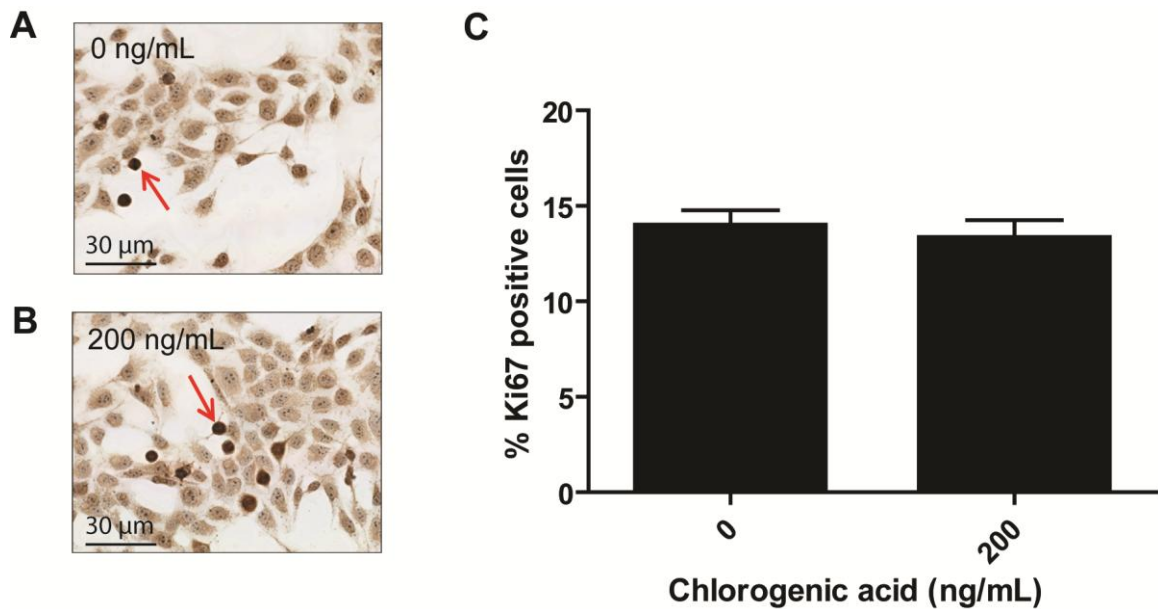 A
0 ng/mL
30 µm
B
200 ng/mL
30 µm
C
% Ki67 positive cells
20
15
10
5
0
0
200
Chlorogenic acid (ng/mL)